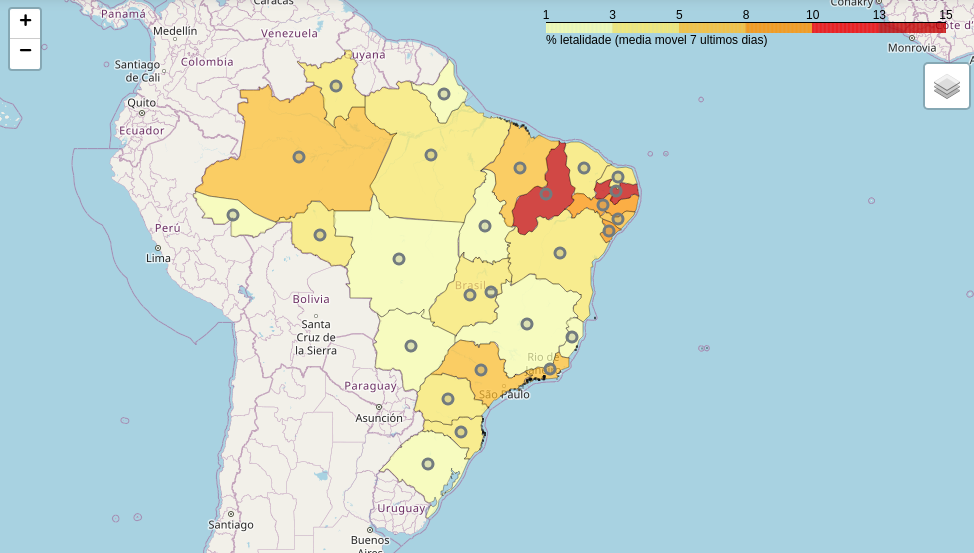 +
−
1 3 5 8 10 13 15
% letalidade (media movel 7 ultimos dias)
Caracas
Panamá
Medellín
Venezuela
Conakry
Monrovia
Colombia
Santiago
de Cali
Quito
Ecuador
Perú
Lima
Brasil
Bolivia
Santa
Cruz de
la Sierra
Rio de
Janeiro
São Paulo
Paraguay
Asunción
Uruguay
Santiago
Buenos
Aires